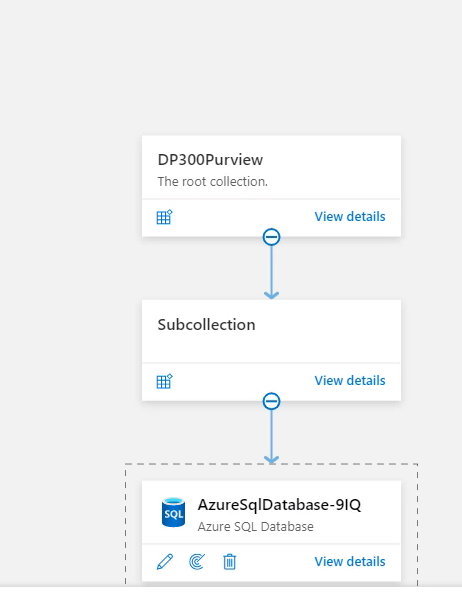 DP300Purview
The root collection.
View details
Subcollection
View details
SQL
AzureSqlDatabase-9IQ
Azure SQL Database
View details